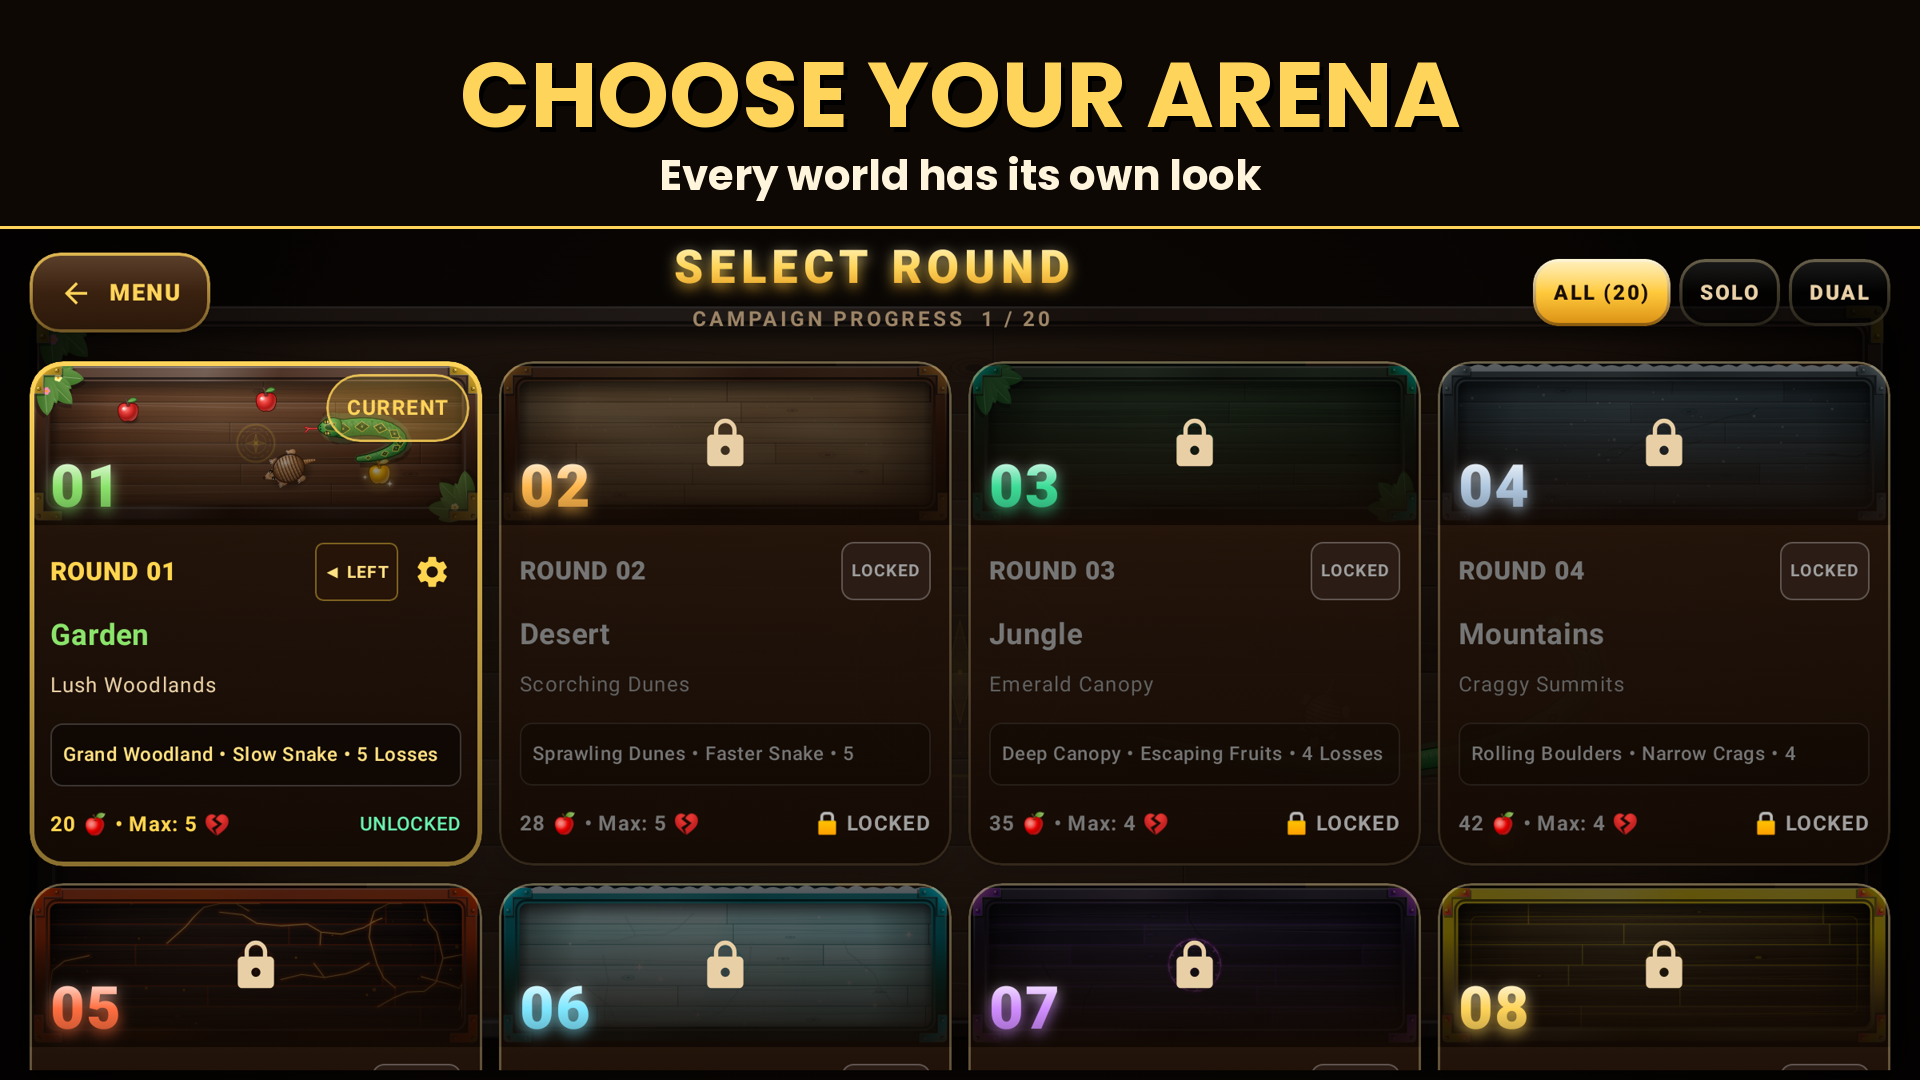 CHOOSE YOUR ARENA
Every world has its own look
MENU
SELECT ROUND
CAMPAIGN PROGRESS 1 / 20
ALL (20)
SOLO
DUAL
CURRENT
01
02
03
04
ROUND 01
◄ LEFT
ROUND 02
LOCKED
ROUND 03
LOCKED
ROUND 04
LOCKED
Garden
Desert
Jungle
Mountains
Lush Woodlands
Scorching Dunes
Emerald Canopy
Craggy Summits
Grand Woodland • Slow Snake • 5 Losses
Sprawling Dunes • Faster Snake • 5
Deep Canopy • Escaping Fruits • 4 Losses
Rolling Boulders • Narrow Crags • 4
20 🍎 • Max: 5 💔 UNLOCKED
28 🍎 • Max: 5 💔 🔒 LOCKED
35 🍎 • Max: 4 💔 🔒 LOCKED
42 🍎 • Max: 4 💔 🔒 LOCKED
05
06
07
08